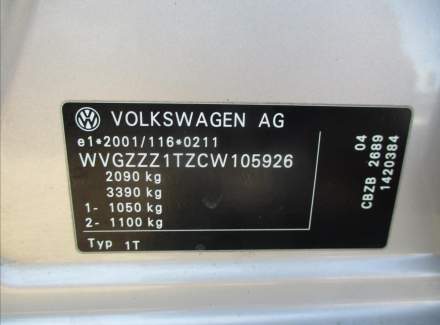 VOLKSWAGEN AG
e1*2001/116*0211
WVGZZZ1TZCW105926
2090 kg
3390 kg
1- 1050 kg
2- 1100 kg
Typ 1T
04
CBZB 2689
1420384